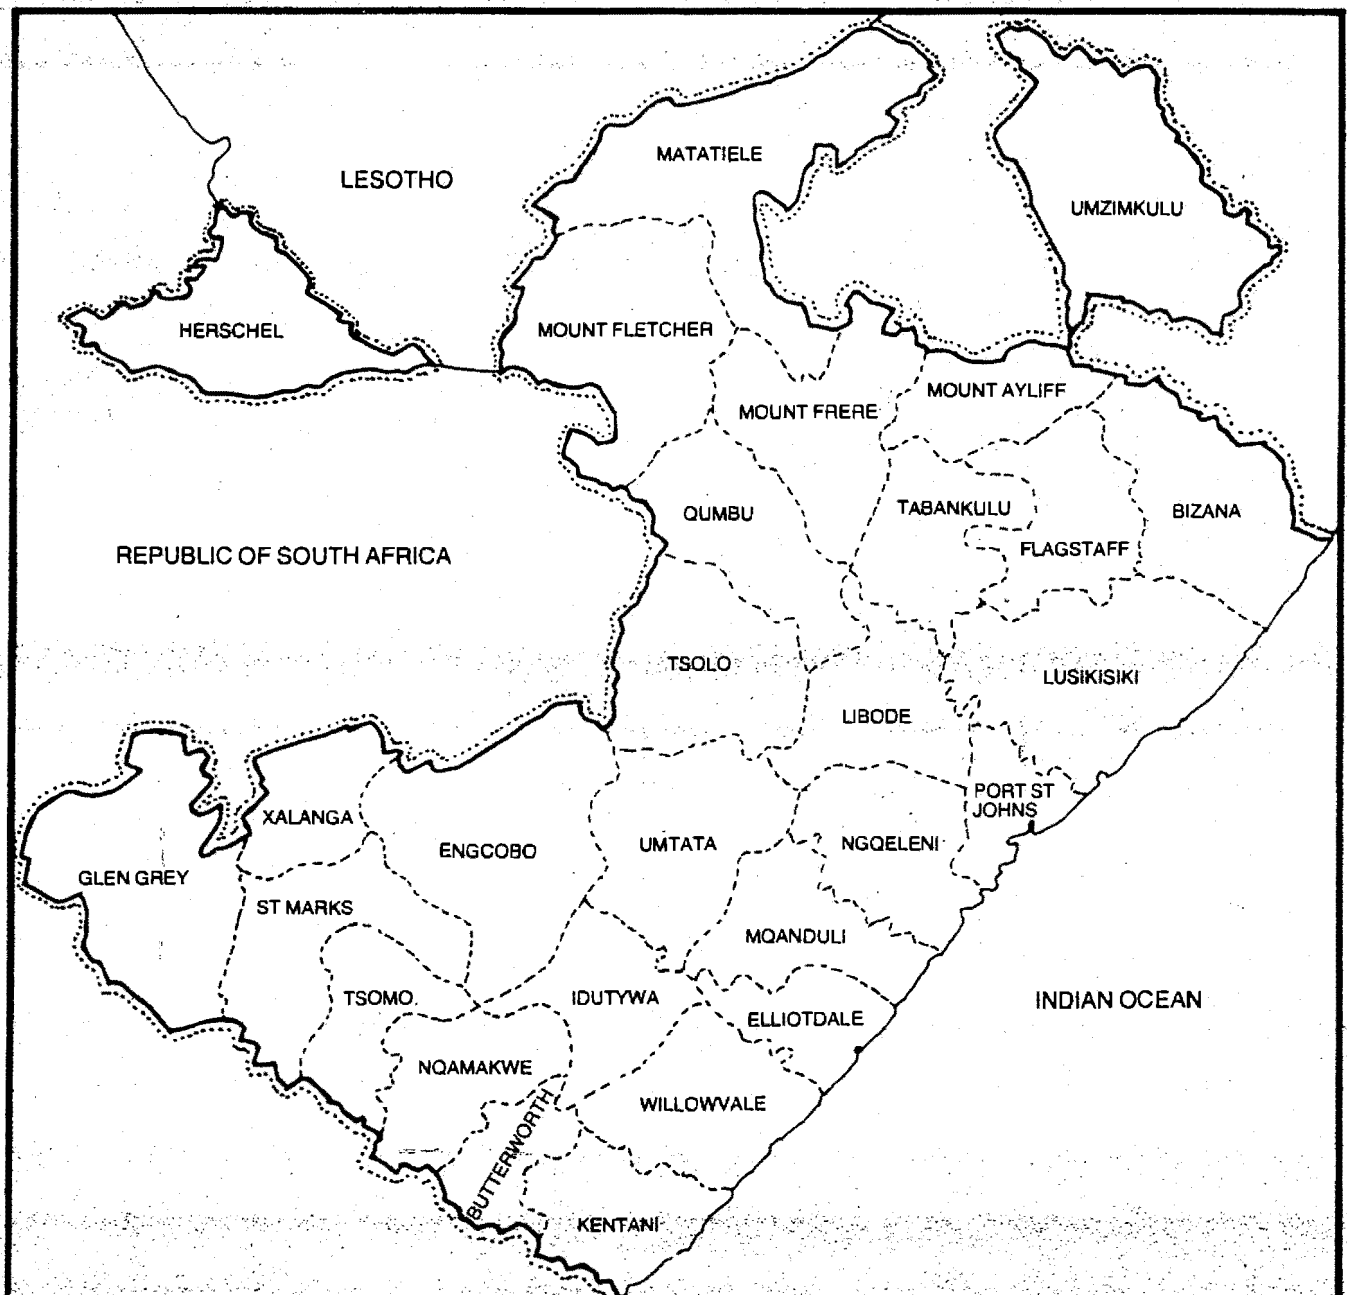 MATATIELE
LESOTHO
UMZIMKULU
HERSCHEL
MOUNT FLETCHER
MOUNT AYLIFF
MOUNT FRERE
QUMBU
TABANKULU
BIZANA
REPUBLIC OF SOUTH AFRICA
FLAGSTAFF
TSOLO
LUSIKISIKI
LIBODE
PORT ST
JOHNS
XALANGA
ENGCOBO
UMTATA
NGQELENI
GLEN GREY
ST MARKS
MQANDULI
TSOMO.
IDUTYWA
INDIAN OCEAN
ELLIOTDALE
NQAMAKWE
WILLOWVALE
BUTTERWORTH
KENTANI